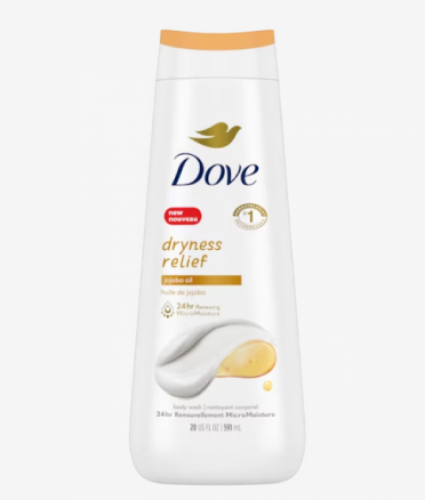 Dove
new
nouveau
#1
dryness
relief
jojoba oil
huile de jojoba
24hr Renewing
MicroMoisture
body wash | nettoyant corporel
24hr Renouvellement MicroMoisture
20 US FL OZ / 591 mL